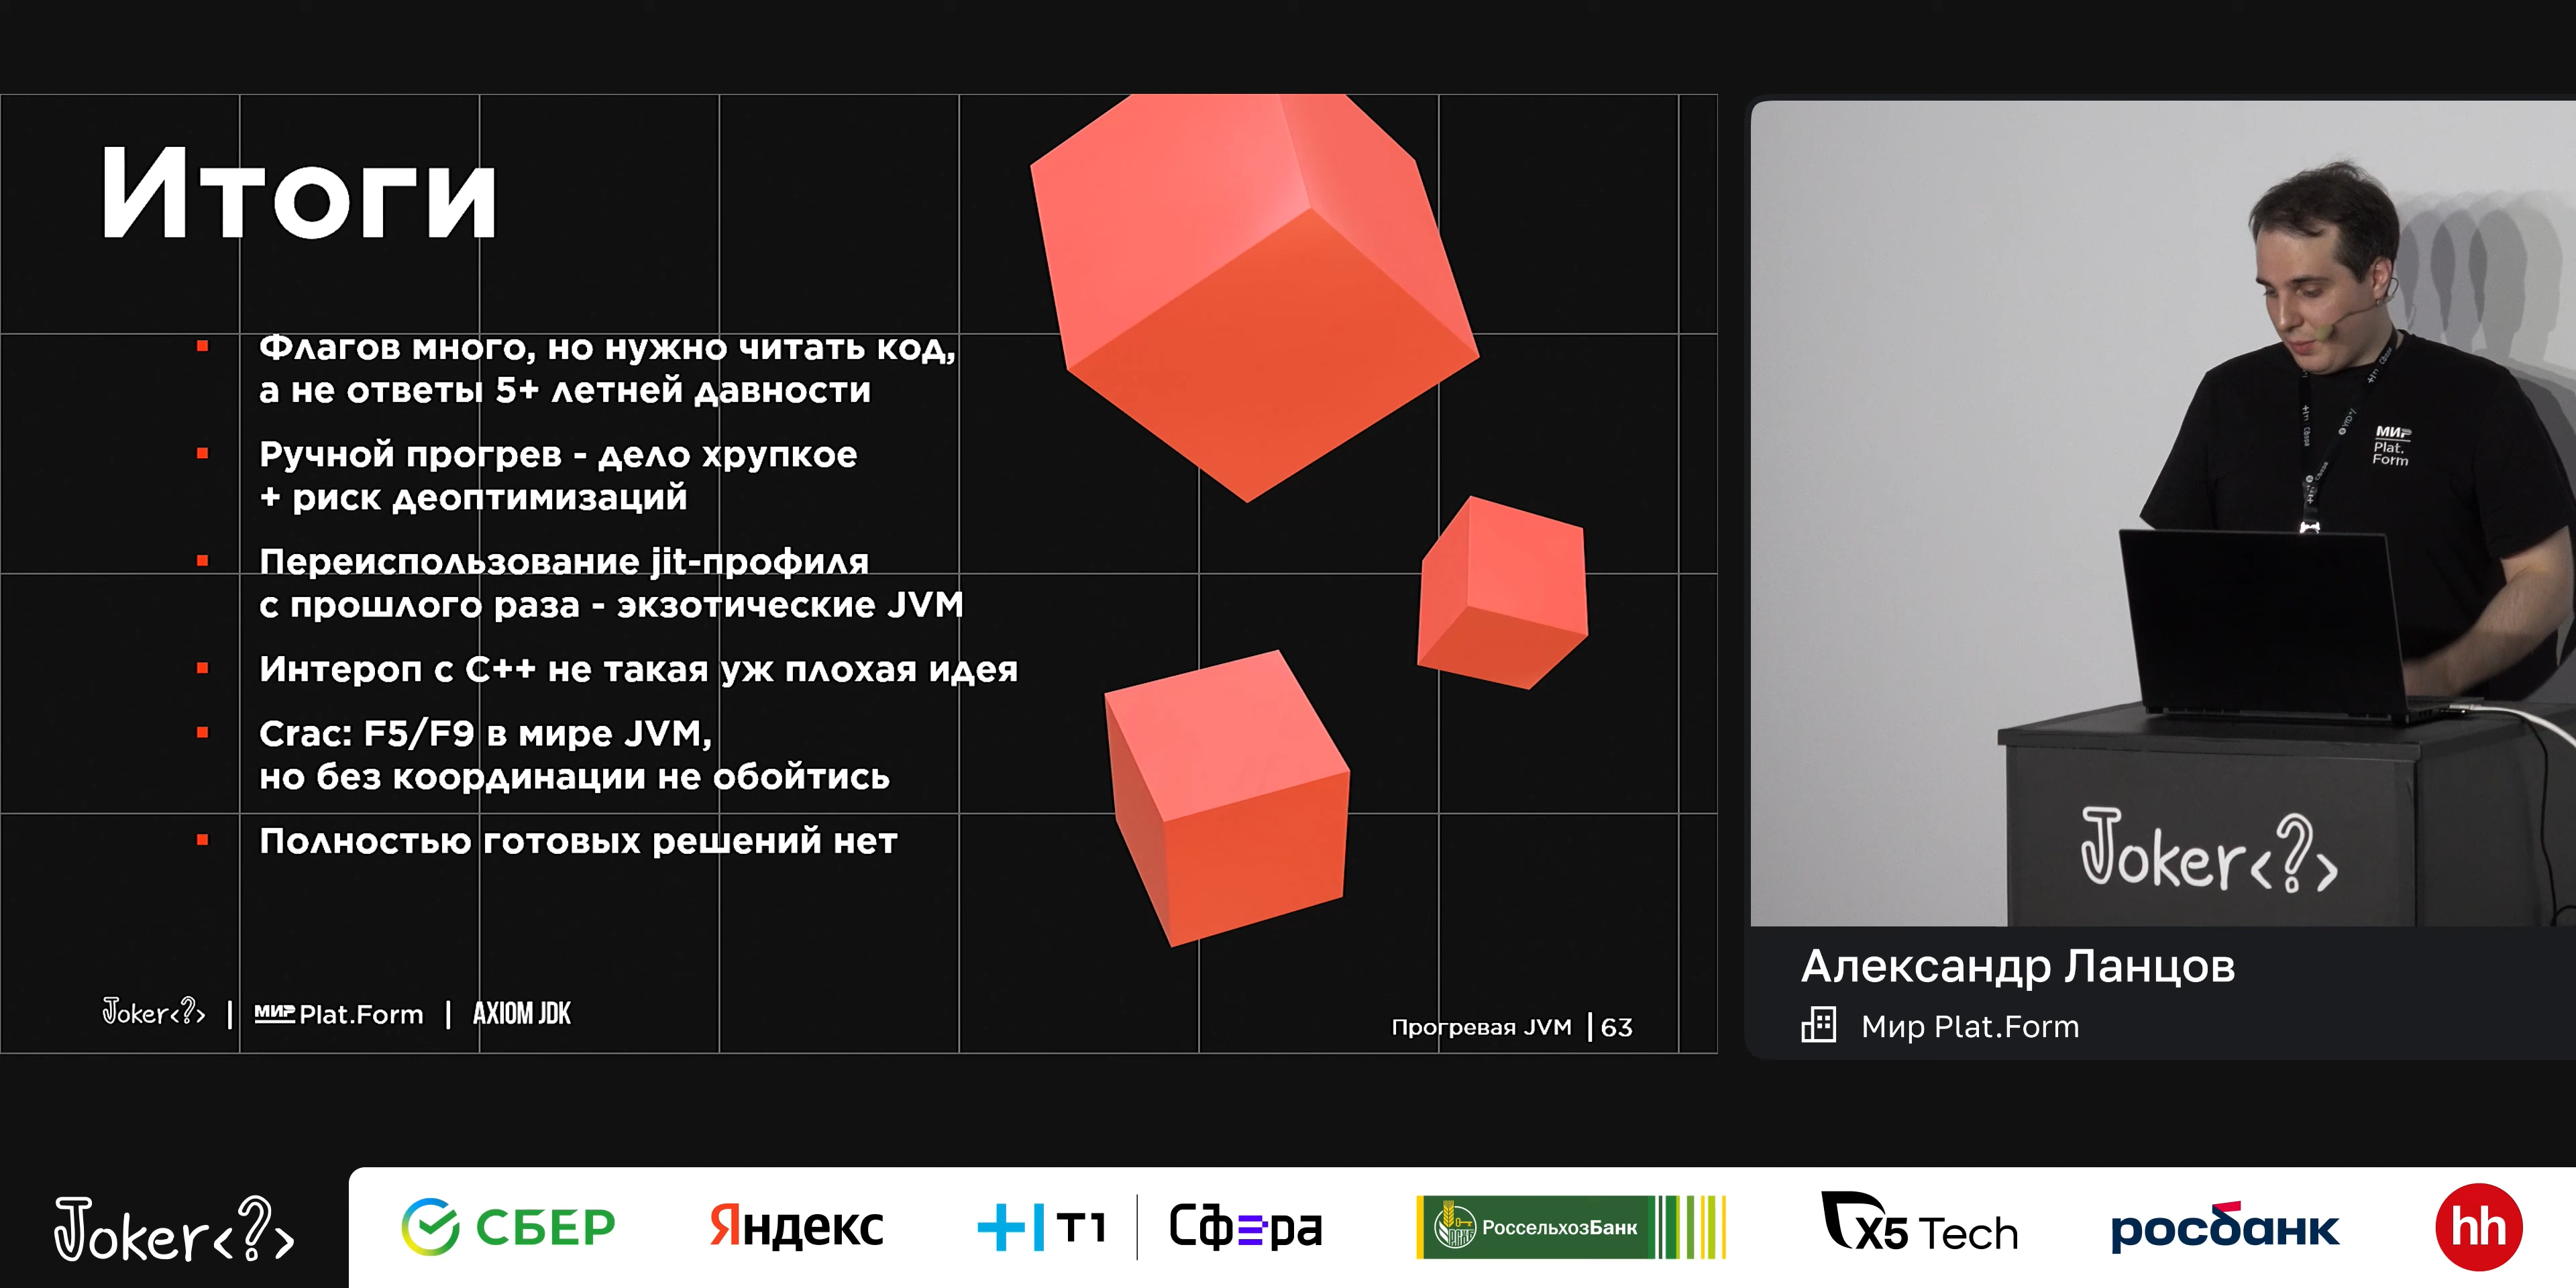 Итоги
Флагов много, но нужно читать код,
а не ответы 5+ летней давности
Ручной прогрев - дело хрупкое
+ риск деоптимизаций
Переиспользование jit-профиля
с прошлого раза - экзотические JVM
Интероп с C++ не такая уж плохая идея
Crac: F5/F9 в мире JVM,
но без координации не обойтись
Полностью готовых решений нет
Joker<?> | МИР Plat.Form | AXIOM JDK
Прогревая JVM | 63
МИР
Plat.
Form
Joker<?>
Александр Ланцов
Мир Plat.Form
Joker<?>
СБЕР
Яндекс
Т1
Сфера
РоссельхозБанк
X5 Tech
росбанк
hh